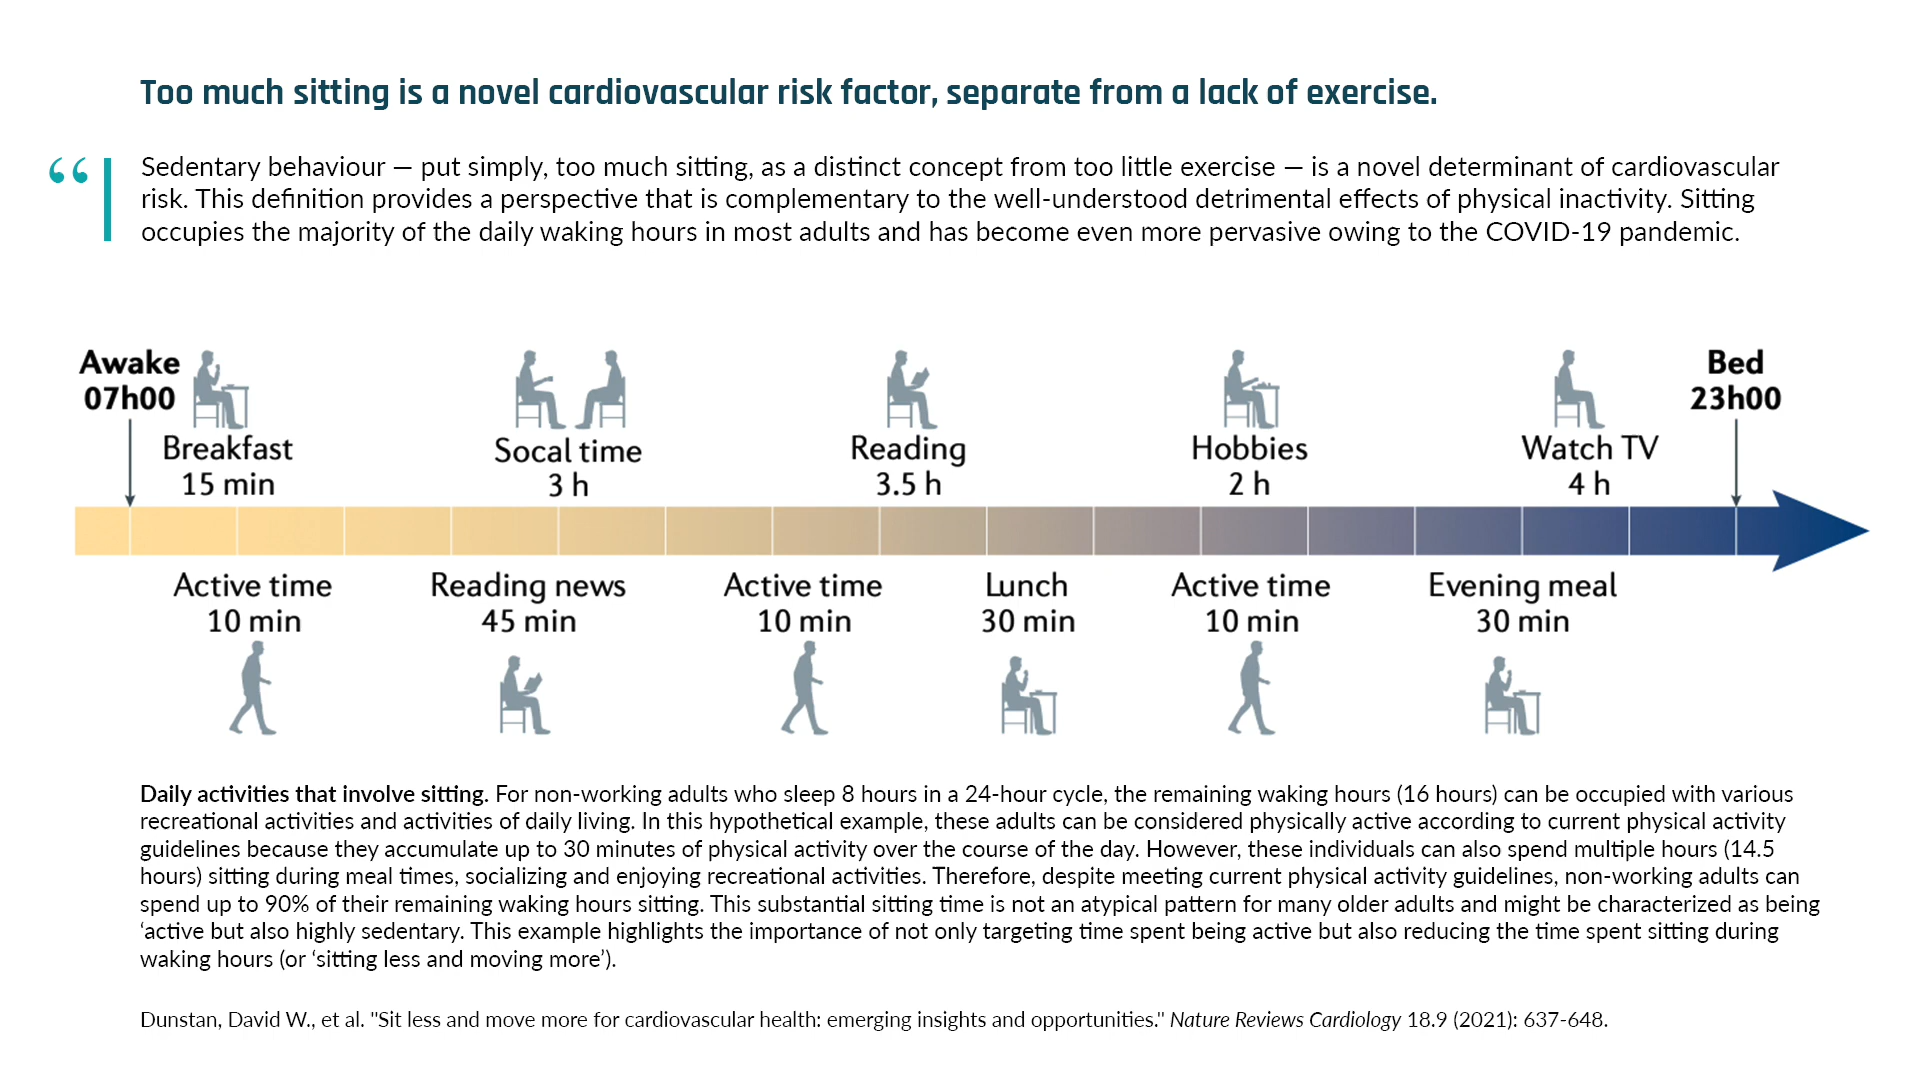 Too much sitting is a novel cardiovascular risk factor, separate from a lack of exercise.
“
Sedentary behaviour — put simply, too much sitting, as a distinct concept from too little exercise — is a novel determinant of cardiovascular
risk. This definition provides a perspective that is complementary to the well-understood detrimental effects of physical inactivity. Sitting
occupies the majority of the daily waking hours in most adults and has become even more pervasive owing to the COVID-19 pandemic.
Awake
07h00
Breakfast
15 min
Socal time
3 h
Reading
3.5 h
Hobbies
2 h
Watch TV
4 h
Bed
23h00
Active time
10 min
Reading news
45 min
Active time
10 min
Lunch
30 min
Active time
10 min
Evening meal
30 min
Daily activities that involve sitting. For non-working adults who sleep 8 hours in a 24-hour cycle, the remaining waking hours (16 hours) can be occupied with various
recreational activities and activities of daily living. In this hypothetical example, these adults can be considered physically active according to current physical activity
guidelines because they accumulate up to 30 minutes of physical activity over the course of the day. However, these individuals can also spend multiple hours (14.5
hours) sitting during meal times, socializing and enjoying recreational activities. Therefore, despite meeting current physical activity guidelines, non-working adults can
spend up to 90% of their remaining waking hours sitting. This substantial sitting time is not an atypical pattern for many older adults and might be characterized as being
‘active but also highly sedentary. This example highlights the importance of not only targeting time spent being active but also reducing the time spent sitting during
waking hours (or ‘sitting less and moving more’).
Dunstan, David W., et al. "Sit less and move more for cardiovascular health: emerging insights and opportunities." Nature Reviews Cardiology 18.9 (2021): 637-648.